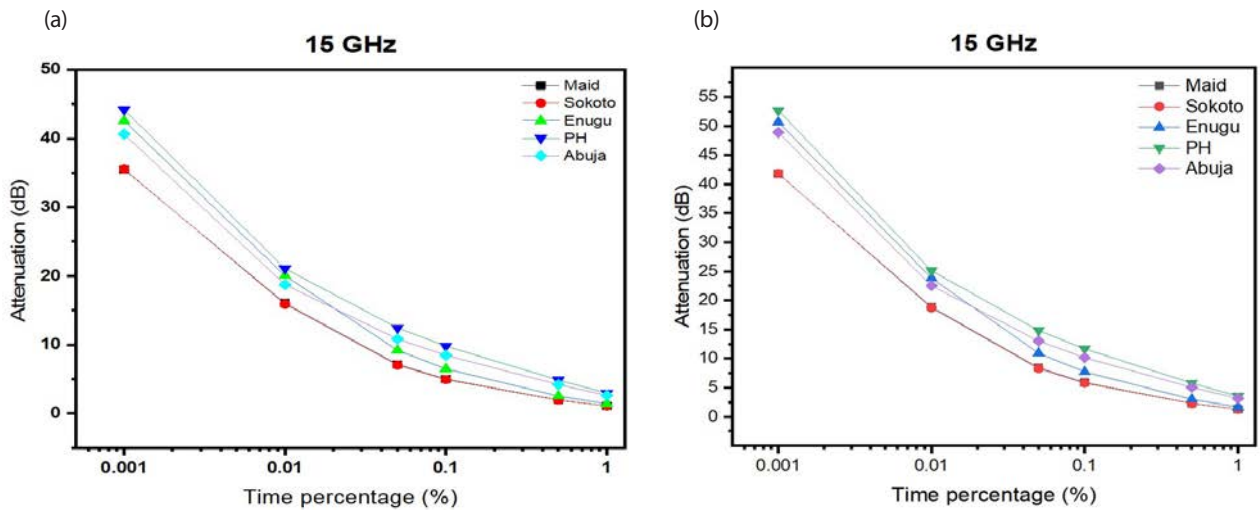 (a)
15 GHz
50
40
30
20
10
0
Attenuation (dB)
0.001 0.01 0.1 1
Time percentage (%)
Maid
Sokoto
Enugu
PH
Abuja
(b)
15 GHz
55
50
45
40
35
30
25
20
15
10
5
0
Attenuation (dB)
0.001 0.01 0.1 1
Time percentage (%)
Maid
Sokoto
Enugu
PH
Abuja